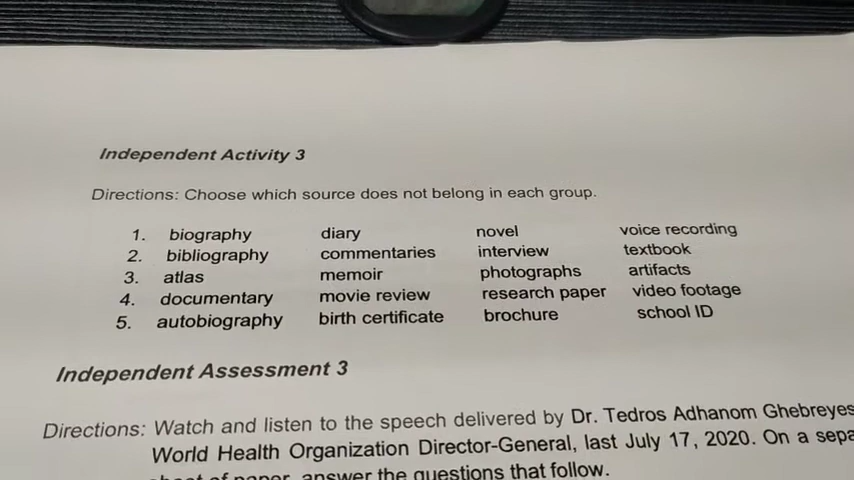 Independent Activity 3
Directions: Choose which source does not belong in each group.
1. biography diary novel voice recording
2. bibliography commentaries interview textbook
3. atlas memoir photographs artifacts
4. documentary movie review research paper video footage
5. autobiography birth certificate brochure school ID
Independent Assessment 3
Directions: Watch and listen to the speech delivered by Dr. Tedros Adhanom Ghebreyes
World Health Organization Director-General, last July 17, 2020. On a sepa
sheet of paper, answer the questions that follow.